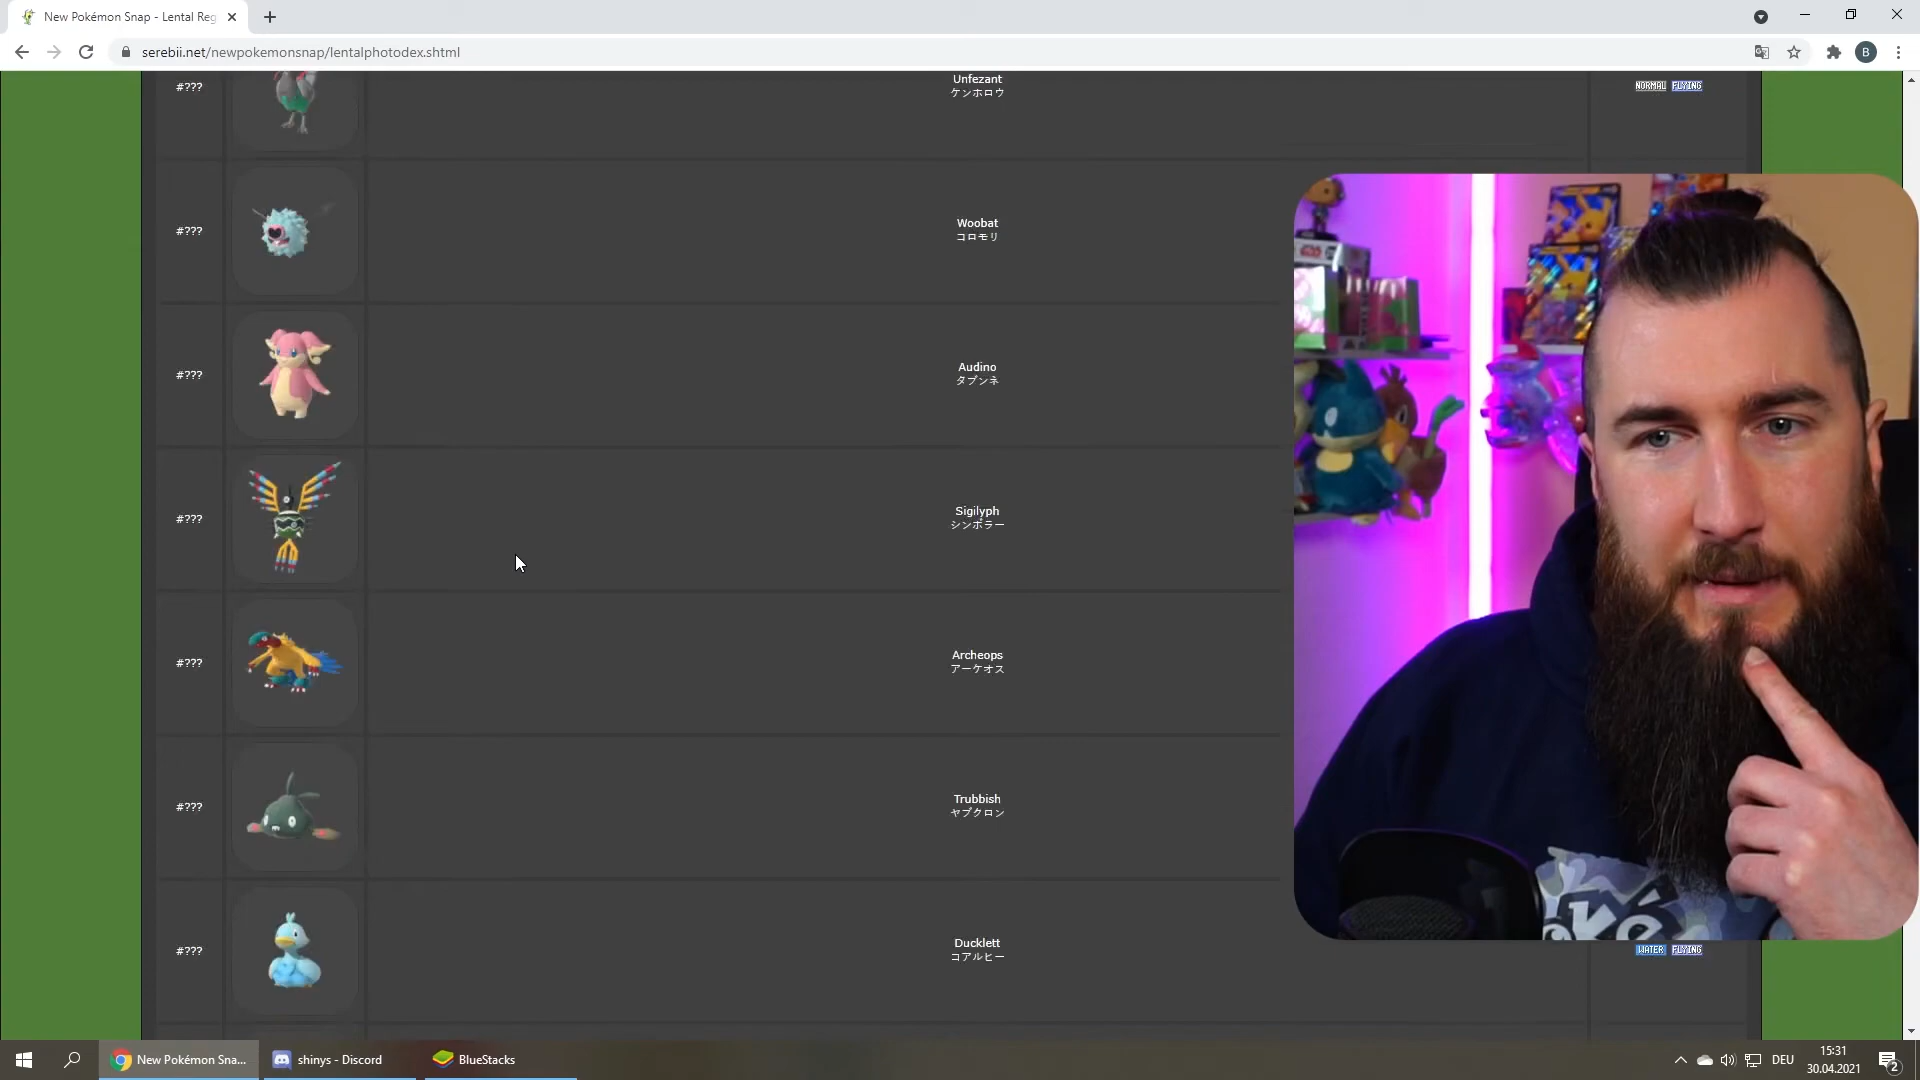 New Pokémon Snap - Lental Reg
serebii.net/newpokemonsnap/lentalphotodex.shtml
B
#???
Unfezant
ケンホロウ
NORMAL FLYING
#???
Woobat
コロモリ
#???
Audino
タブンネ
#???
Sigilyph
シンボラー
#???
Archeops
アーケオス
#???
Trubbish
ヤブクロン
#???
Ducklett
コアルヒー
WATER FLYING
New Pokémon Sna...
shinys - Discord
BlueStacks
DEU
15:31
30.04.2021
2